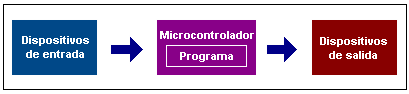 Dispositivos
de entrada
Microcontrolador
Programa
Dispositivos
de salida